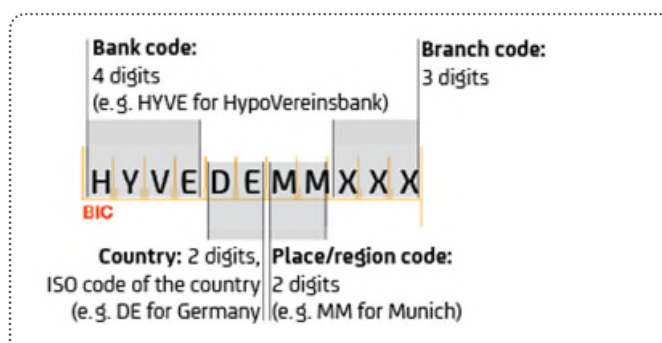 Bank code:
4 digits
(e.g. HYVE for HypoVereinsbank)
Branch code:
3 digits
HYVEDEMMXXX
BIC
Country: 2 digits,
ISO code of the country
(e.g. DE for Germany
Place/region code:
2 digits
(e.g. MM for Munich)